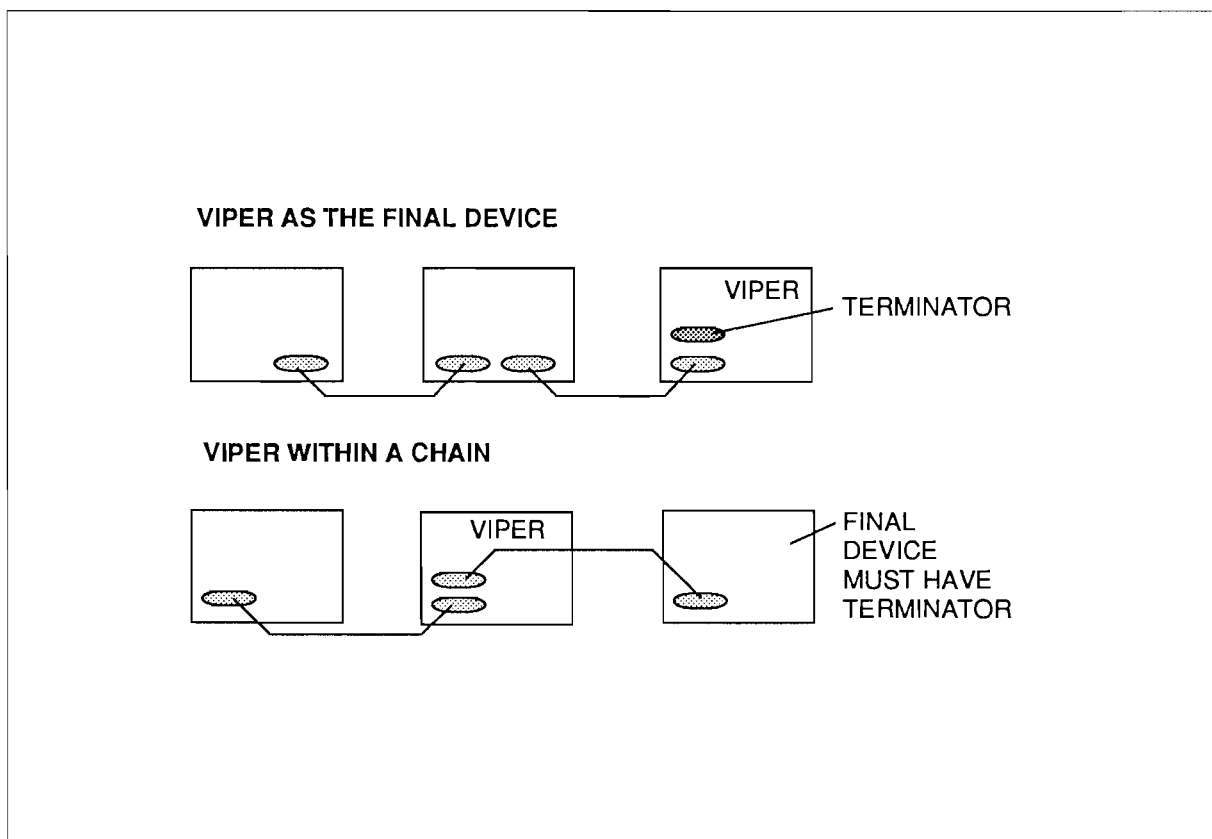 VIPER AS THE FINAL DEVICE
VIPER
TERMINATOR
VIPER WITHIN A CHAIN
VIPER
FINAL
DEVICE
MUST HAVE
TERMINATOR